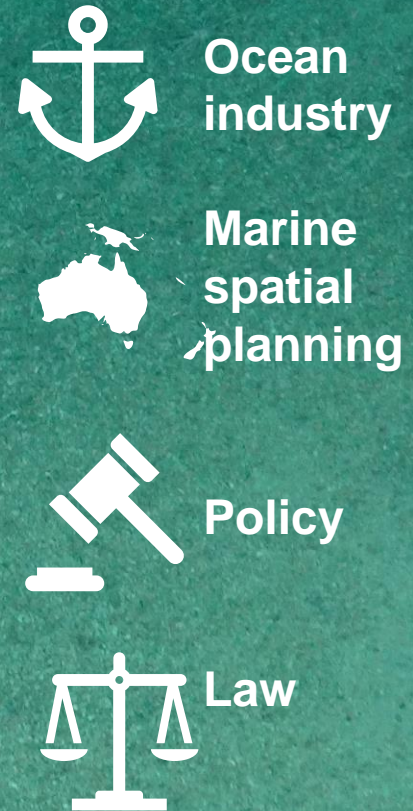 Ocean
industry
Marine
spatial
planning
Policy
Law